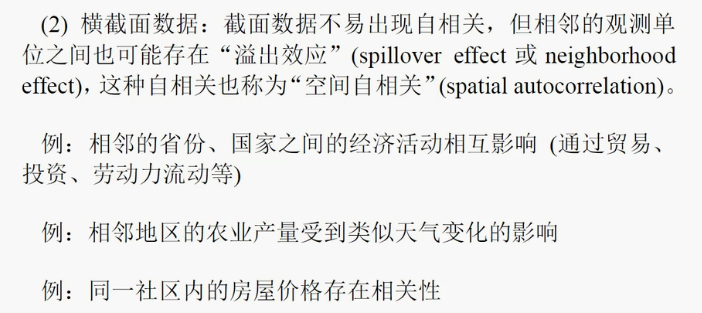 (2) 横截面数据：截面数据不易出现自相关，但相邻的观测单
位之间也可能存在“溢出效应”(spillover effect 或 neighborhood
effect)，这种自相关也称为“空间自相关”(spatial autocorrelation)。
例：相邻的省份、国家之间的经济活动相互影响 (通过贸易、
投资、劳动力流动等)
例：相邻地区的农业产量受到类似天气变化的影响
例：同一社区内的房屋价格存在相关性